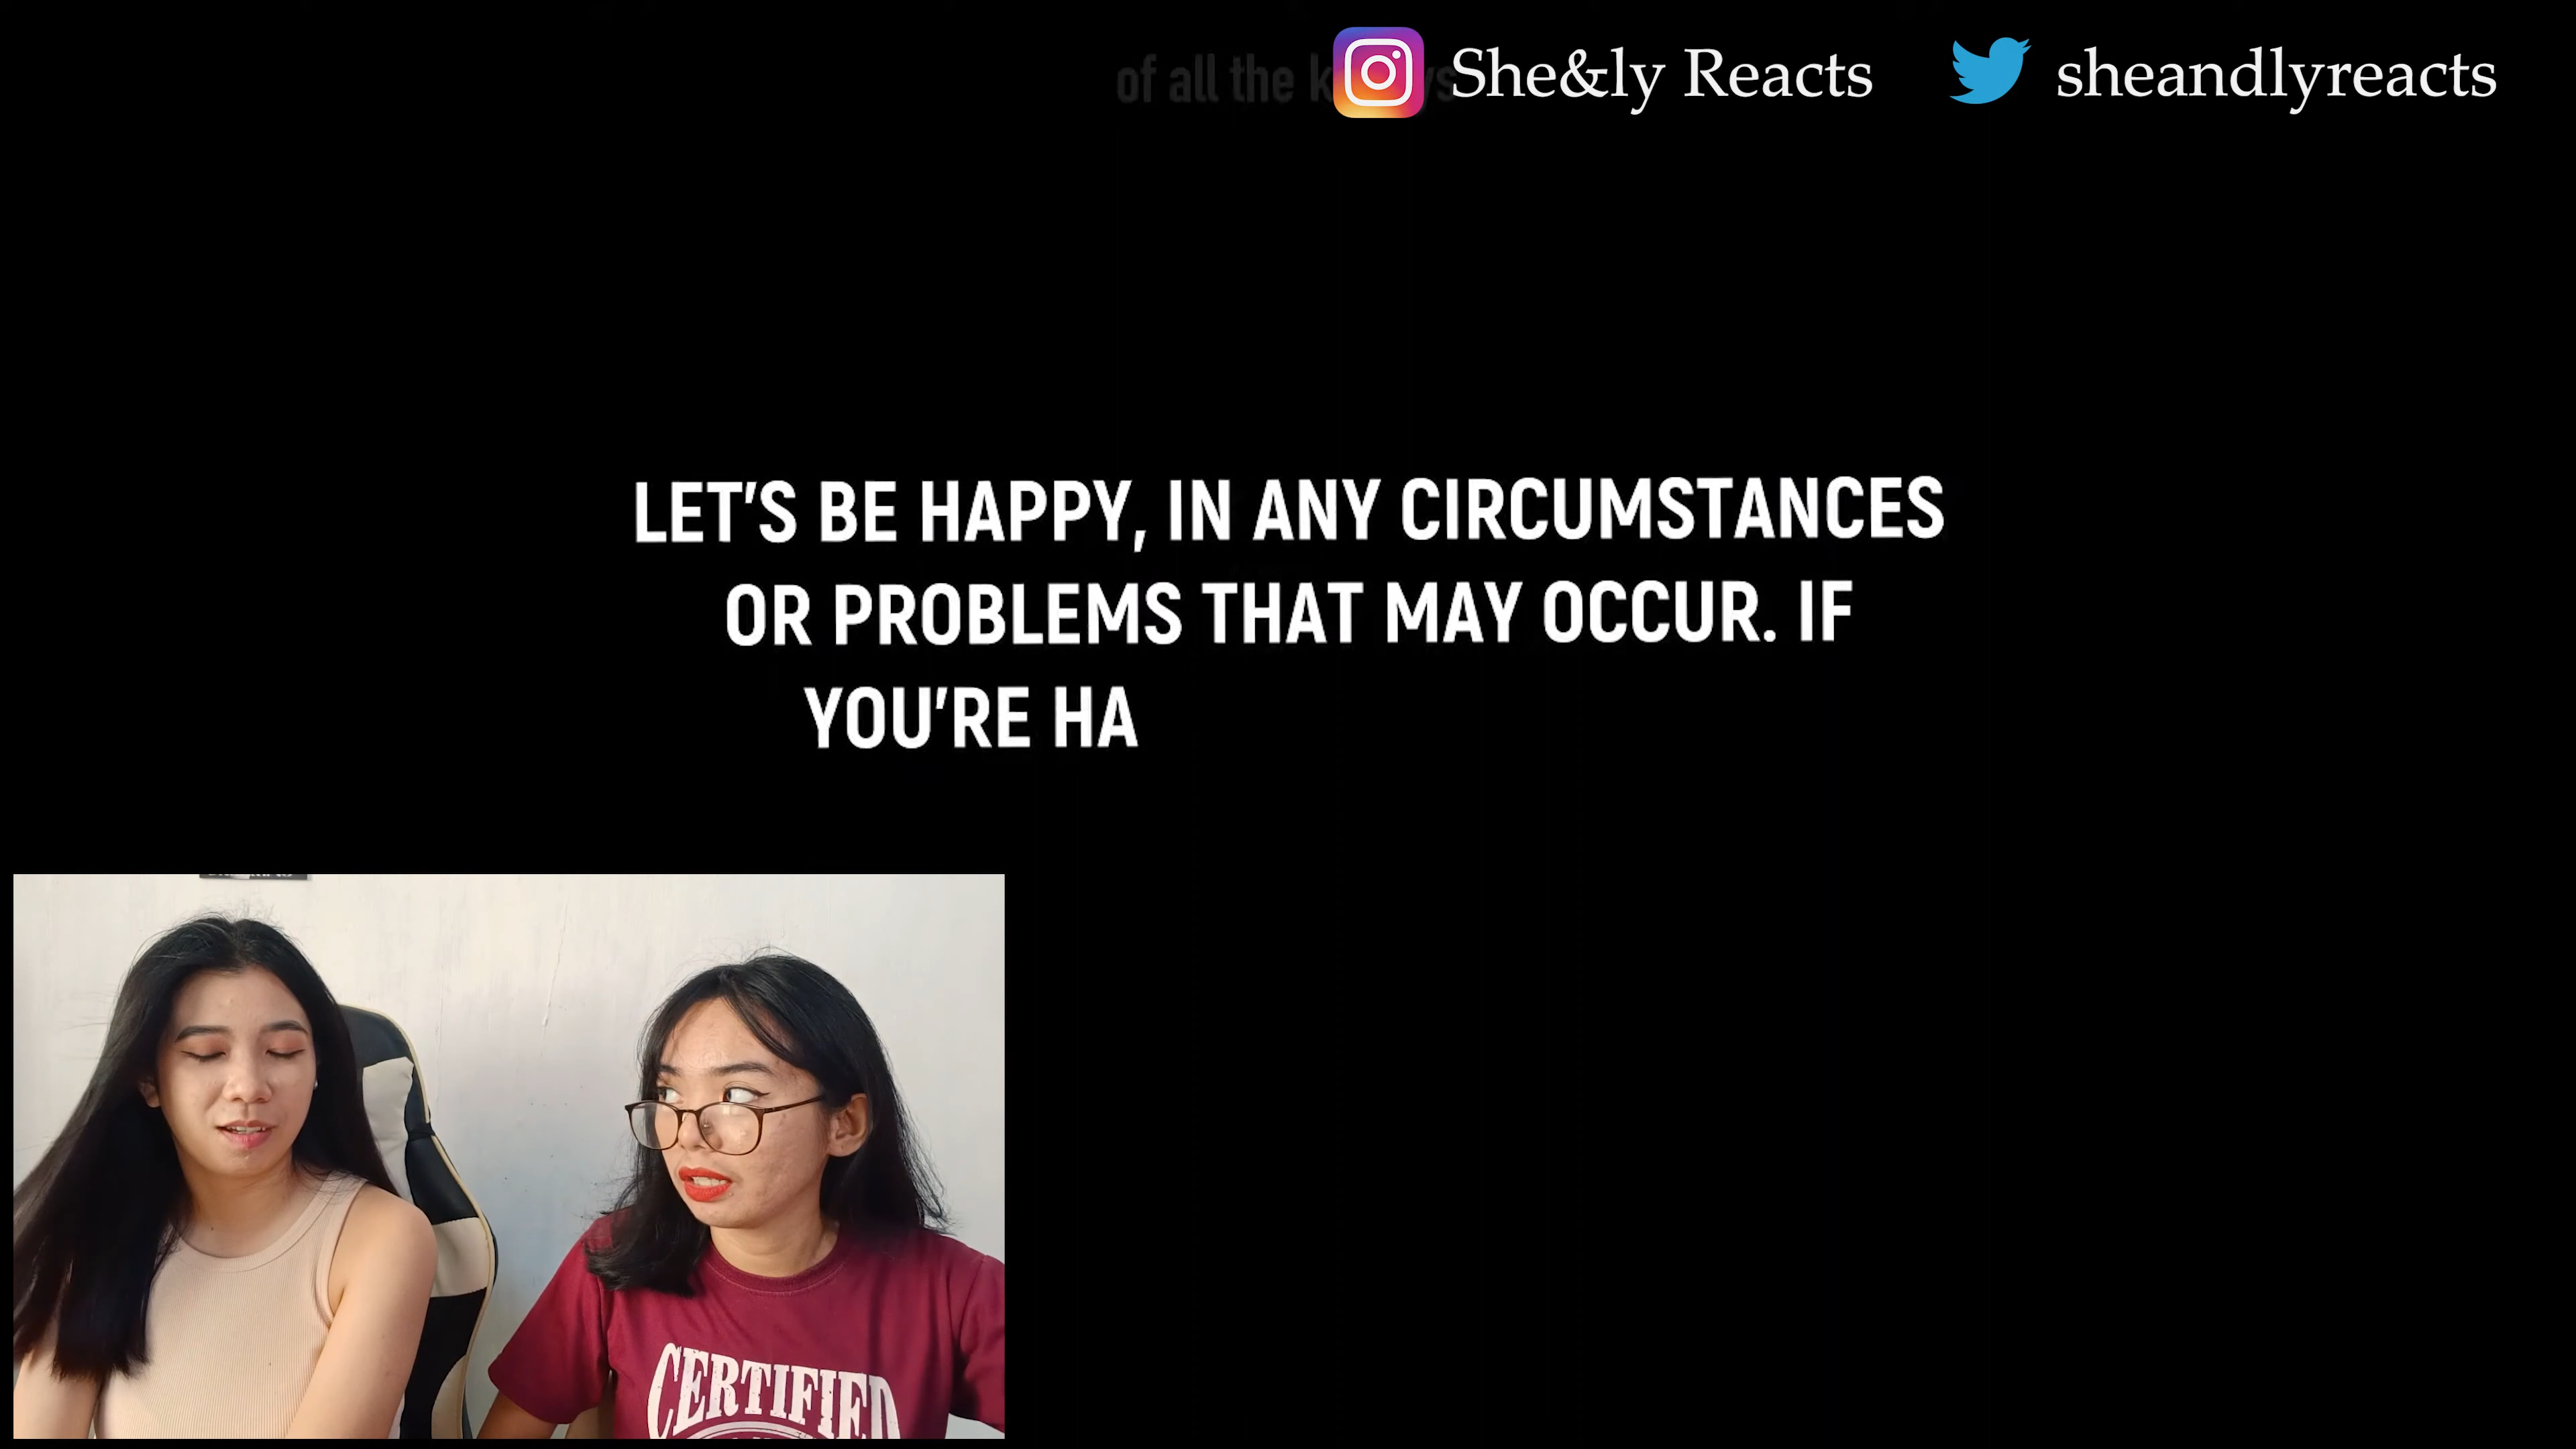 of all the
She&ly Reacts
sheandlyreacts
LET'S BE HAPPY, IN ANY CIRCUMSTANCES
OR PROBLEMS THAT MAY OCCUR. IF
YOU'RE HA
CERTIFIED